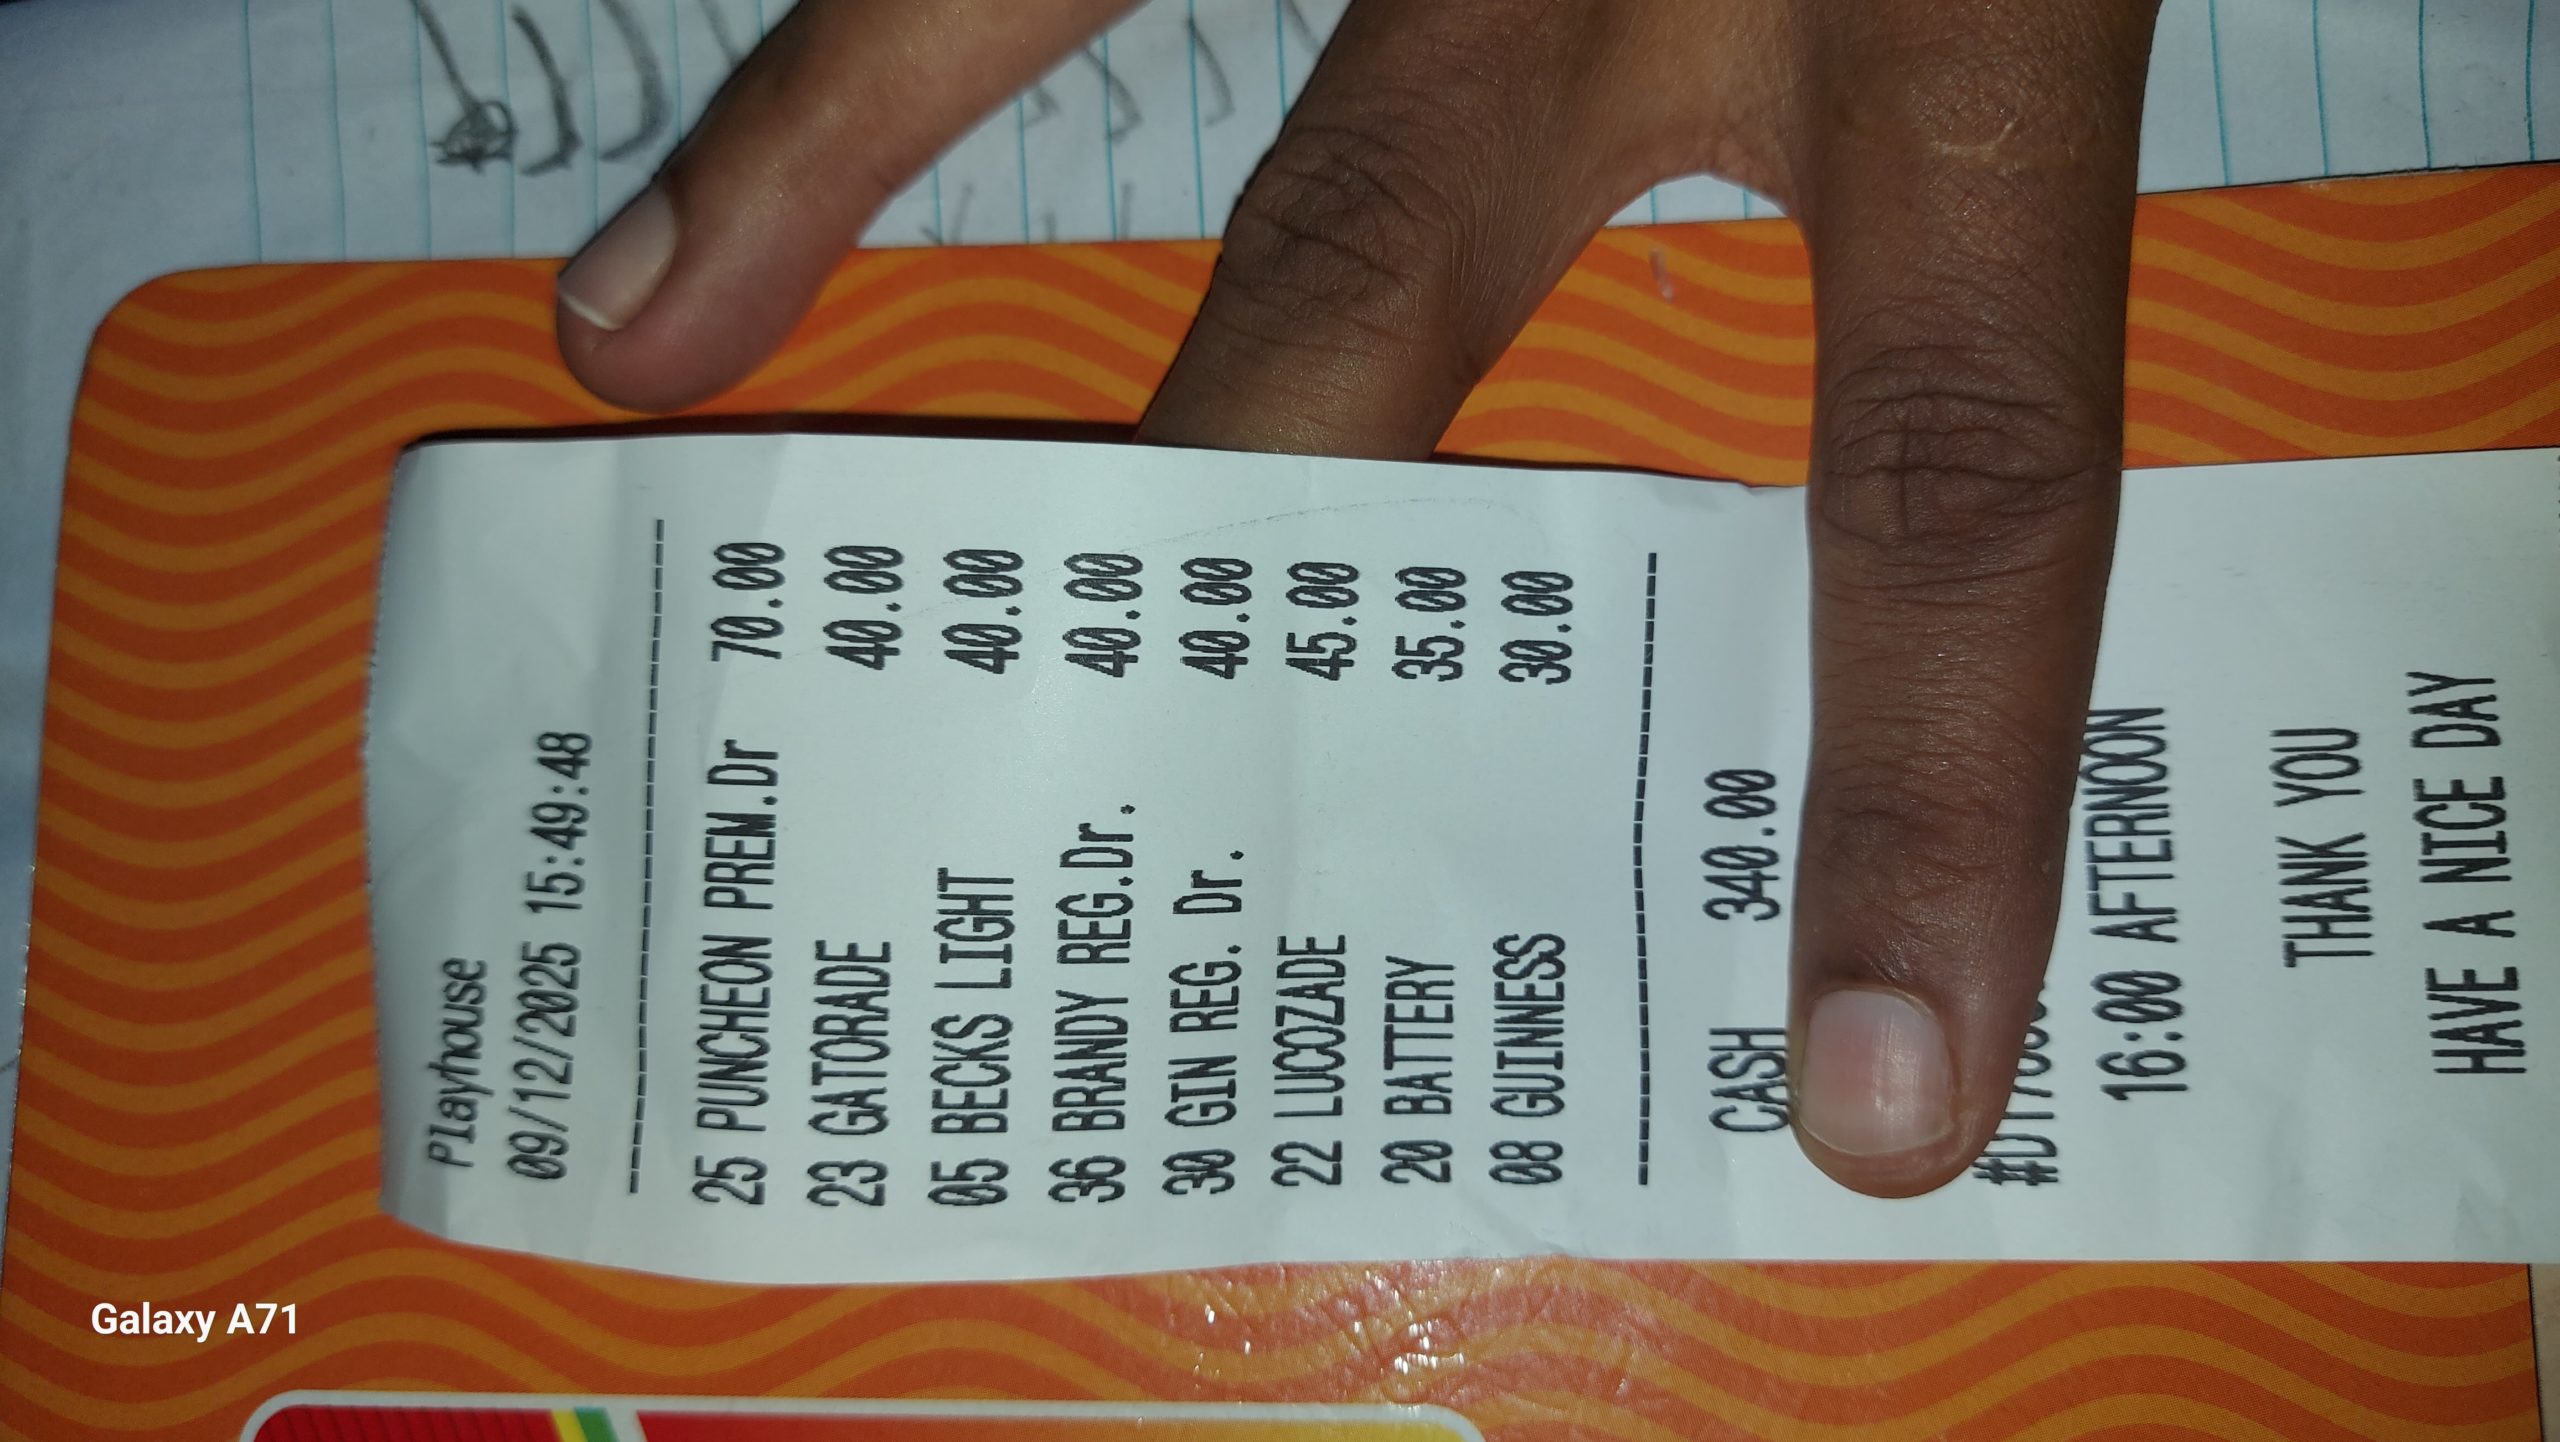 Playhouse
09/12/2025 15:49:48
--------------------------------
25 PUNCHEON PREM.Dr 70.00
23 GATORADE 40.00
05 BECKS LIGHT 40.00
36 BRANDY REG.Dr. 40.00
30 GIN REG. Dr. 40.00
22 LUCOZADE 45.00
20 BATTERY 35.00
08 GUINNESS 30.00
--------------------------------
CASH 340.00
16:00 AFTERNOON
THANK YOU
HAVE A NICE DAY
Galaxy A71